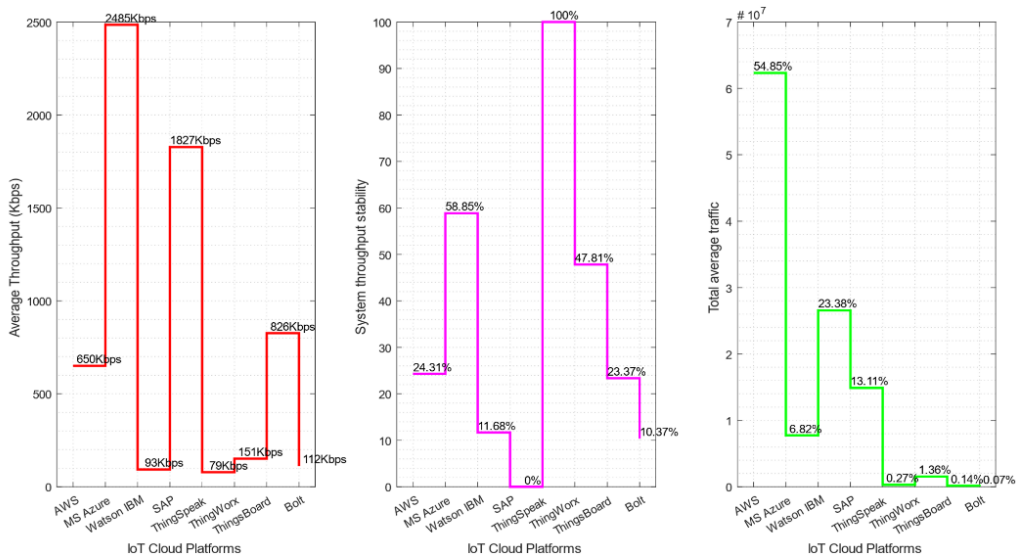 Average Throughput (Kbps)
2500
2000
1500
1000
500
0
650Kbps
2485Kbps
93Kbps
1827Kbps
79Kbps
151Kbps
826Kbps
112Kbps
AWS
MS Azure
Watson IBM
SAP
ThingSpeak
ThingWorx
ThingsBoard
Bolt
IoT Cloud Platforms
System throughput stability
100
90
80
70
60
50
40
30
20
10
0
24.31%
58.85%
11.68%
0%
100%
47.81%
23.37%
10.37%
AWS
MS Azure
Watson IBM
SAP
ThingSpeak
ThingWorx
ThingsBoard
Bolt
IoT Cloud Platforms
Total average traffic
# 10^7
7
6
5
4
3
2
1
0
54.85%
6.82%
23.38%
13.11%
0.27%
1.36%
0.14%
0.07%
AWS
MS Azure
Watson IBM
SAP
ThingSpeak
ThingWorx
ThingsBoard
Bolt
IoT Cloud Platforms